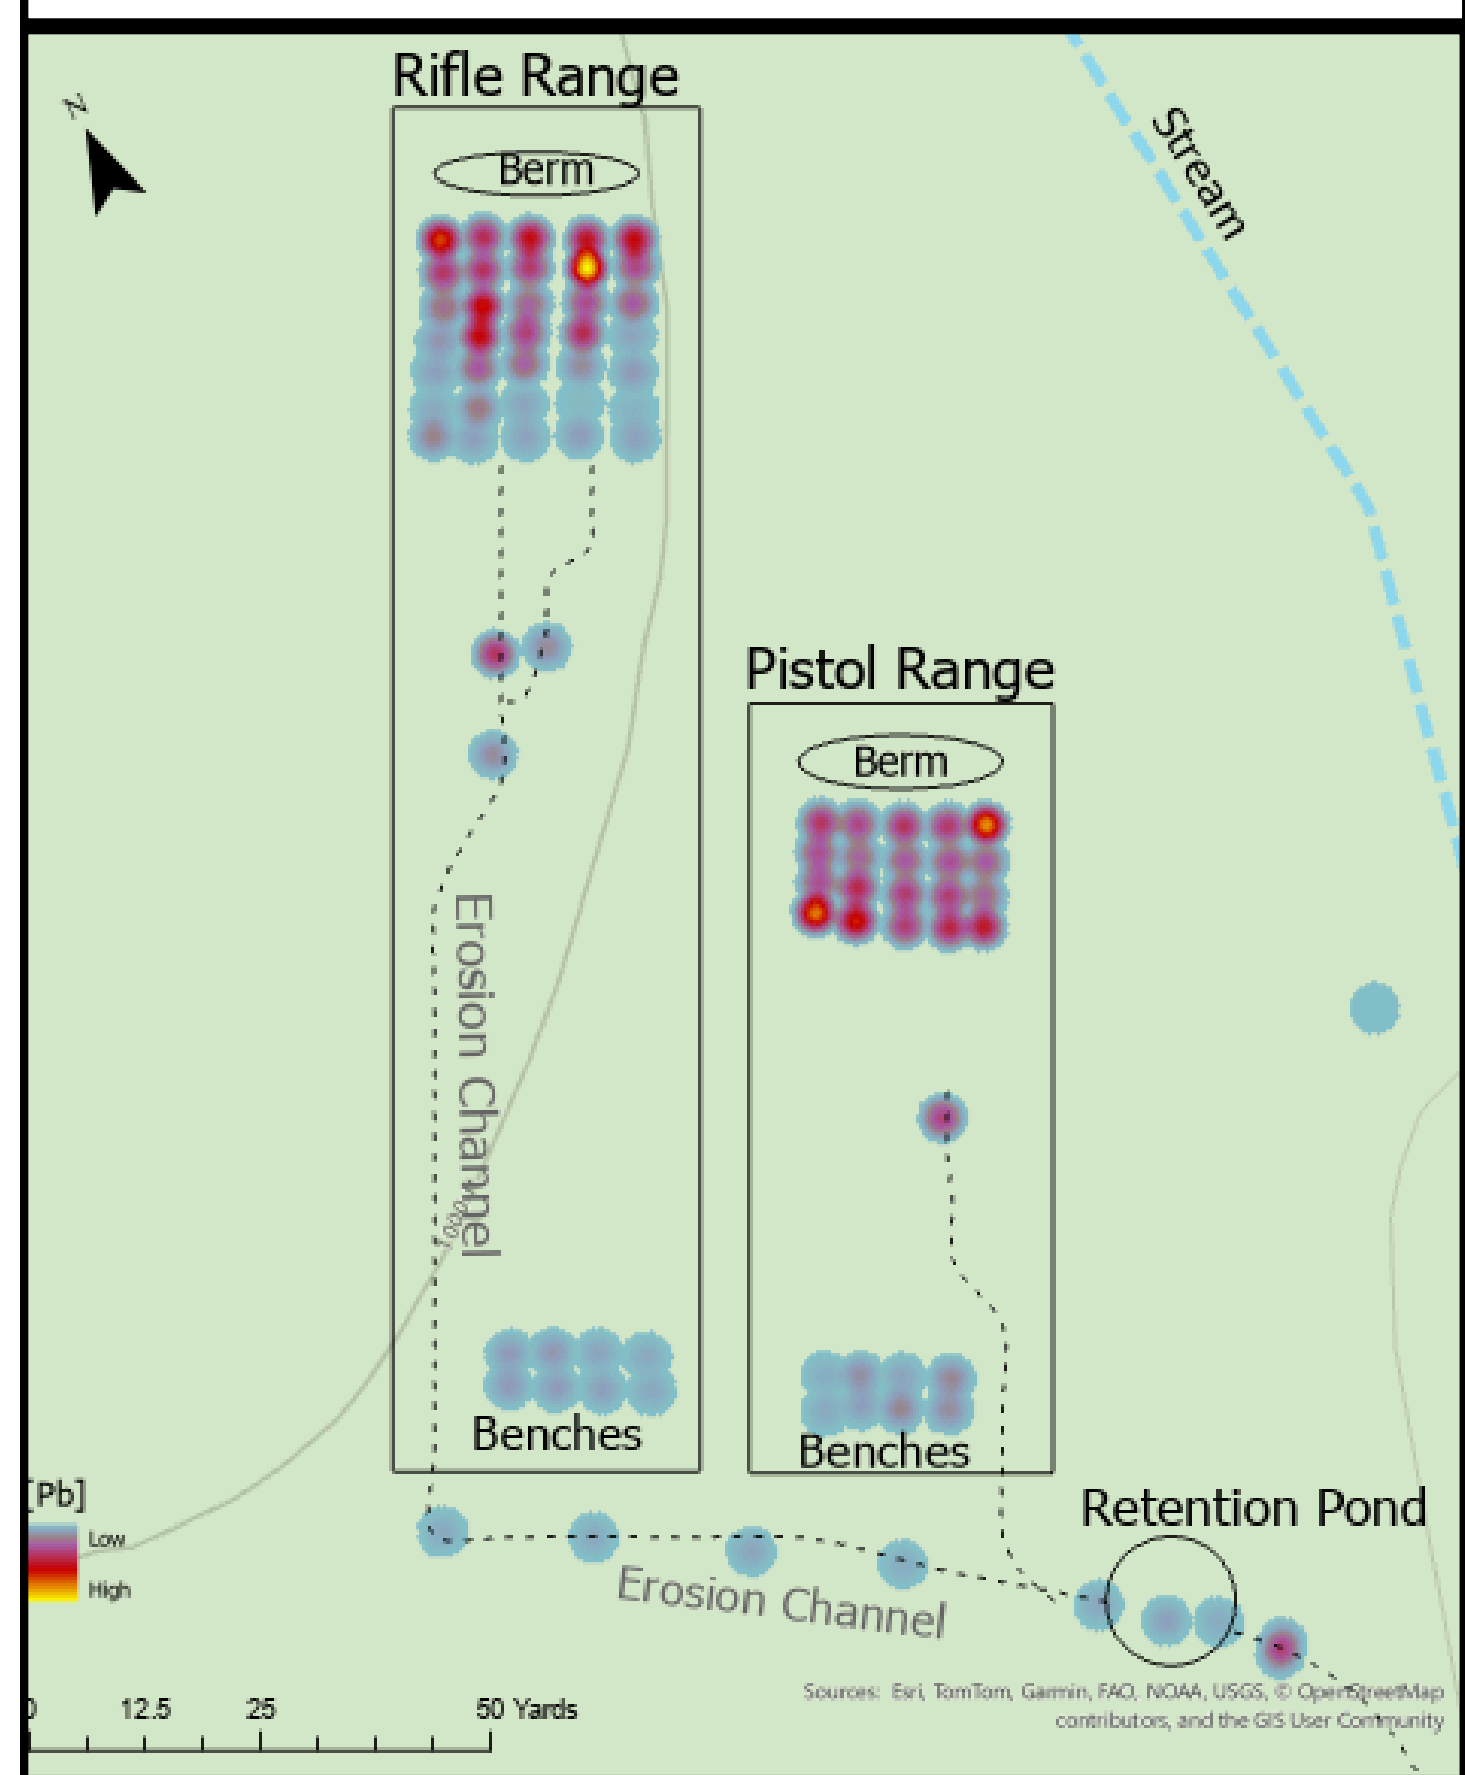 Rifle Range
N
Berm
Stream
Pistol Range
Berm
Erosion Channel
1000
Benches
Benches
[Pb]
Low
High
Retention Pond
Erosion Channel
0 12.5 25 50 Yards
Sources: Esri, TomTom, Garmin, FAO, NOAA, USGS, © OpenStreetMap
contributors, and the GIS User Community